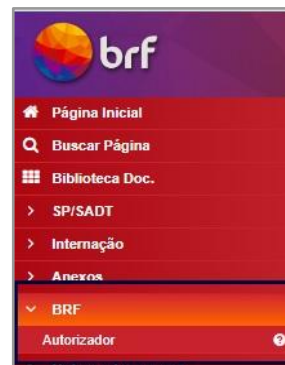 brf
Página Inicial
Buscar Página
Biblioteca Doc.
SP/SADT
Internação
Anexos
BRF
Autorizador